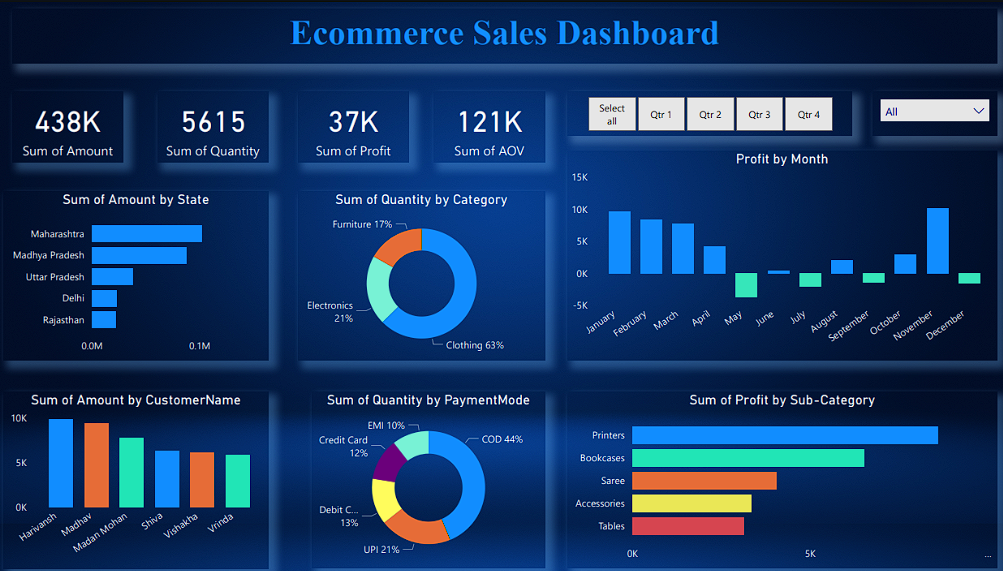 Ecommerce Sales Dashboard
438K
Sum of Amount
5615
Sum of Quantity
37K
Sum of Profit
121K
Sum of AOV
Select all
Qtr 1
Qtr 2
Qtr 3
Qtr 4
All
Sum of Amount by State
Maharashtra
Madhya Pradesh
Uttar Pradesh
Delhi
Rajasthan
0.0M
0.1M
Sum of Quantity by Category
Furniture 17%
Electronics
21%
Clothing 63%
Profit by Month
15K
10K
5K
0K
-5K
January
February
March
April
May
June
July
August
September
October
November
December
Sum of Amount by CustomerName
10K
5K
0K
Harivansh
Madhav
Madan Mohan
Shiva
Vishakha
Vrinda
Sum of Quantity by PaymentMode
EMI 10%
Credit Card
12%
Debit C...
13%
UPI 21%
COD 44%
Sum of Profit by Sub-Category
Printers
Bookcases
Saree
Accessories
Tables
0K
5K
...